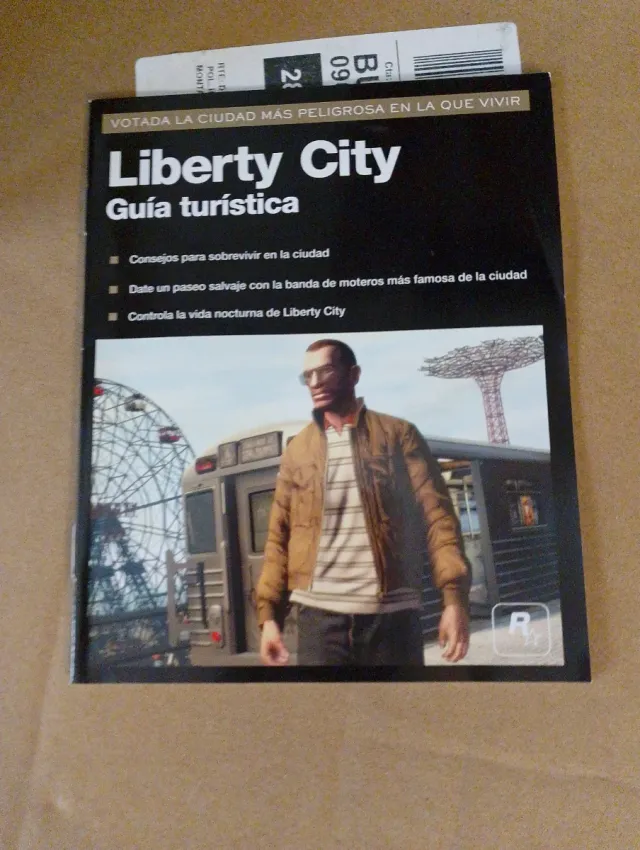 VOTADA LA CIUDAD MÁS PELIGROSA EN LA QUE VIVIR
Liberty City
Guía turística
Consejos para sobrevivir en la ciudad
Date un paseo salvaje con la banda de moteros más famosa de la ciudad
Controla la vida nocturna de Liberty City
R